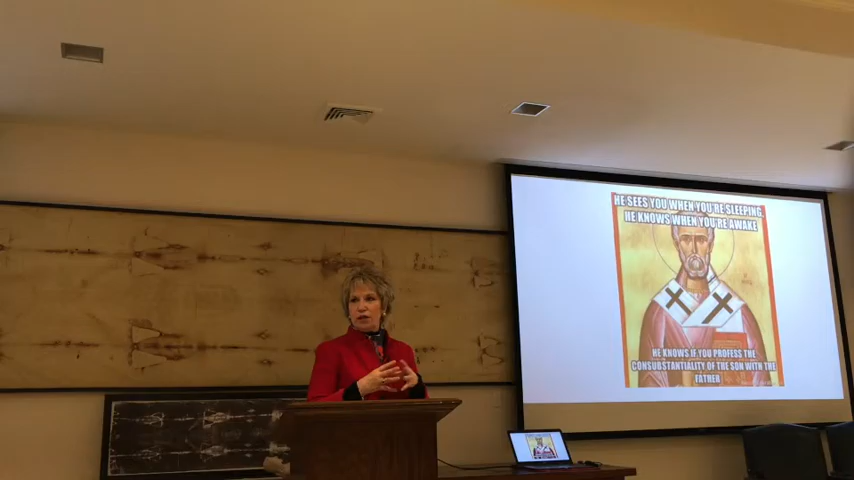 HE SEES YOU WHEN YOU'RE SLEEPING,
HE KNOWS WHEN YOU'RE AWAKE
HE KNOWS IF YOU PROFESS THE
CONSUBSTANTIALITY OF THE SON WITH THE
FATHER